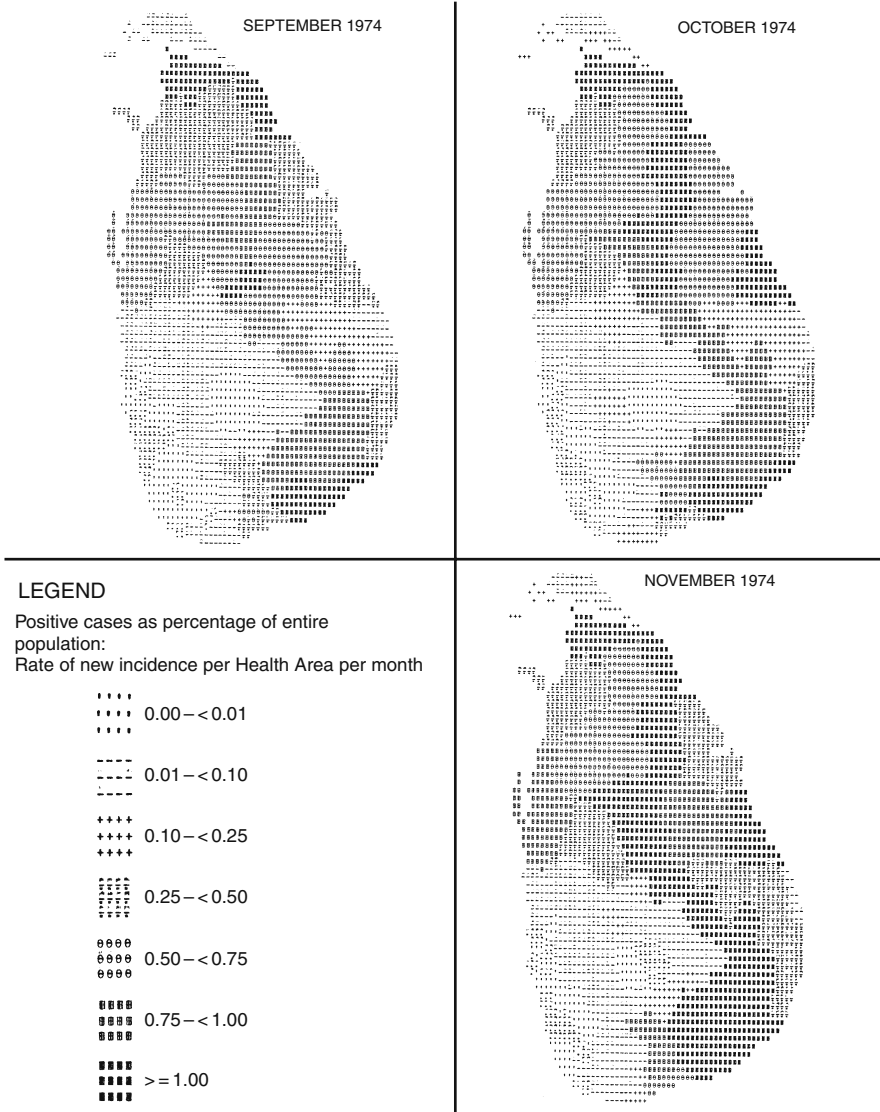 SEPTEMBER 1974
OCTOBER 1974
LEGEND
Positive cases as percentage of entire
population:
Rate of new incidence per Health Area per month
0.00–<0.01
0.01–<0.10
0.10–<0.25
0.25–<0.50
0.50–<0.75
0.75–<1.00
>=1.00
NOVEMBER 1974